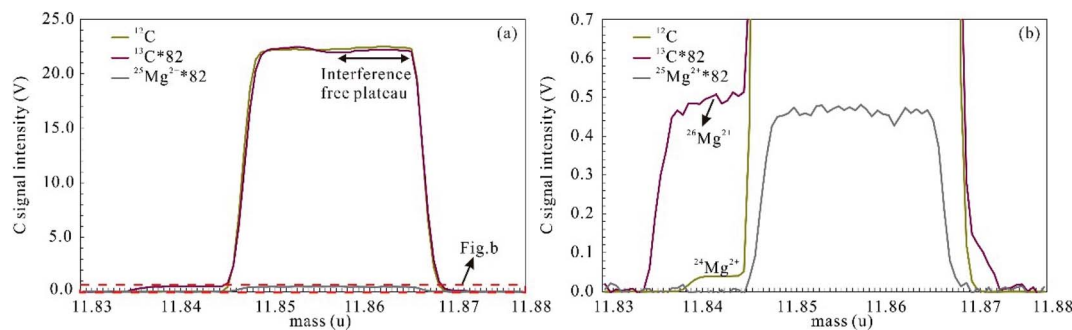 25.0
20.0
15.0
10.0
5.0
0.0
C signal intensity (V)
¹²C
¹³C*82
²⁵Mg²⁻*82
(a)
Interference
free plateau
Fig.b
11.83 11.84 11.85 11.86 11.87 11.88
mass (u)
0.7
0.6
0.5
0.4
0.3
0.2
0.1
0.0
C signal intensity (V)
¹²C
¹³C*82
²⁵Mg²⁺*82
(b)
²⁶Mg²⁺
²⁴Mg²⁺
11.83 11.84 11.85 11.86 11.87 11.88
mass (u)